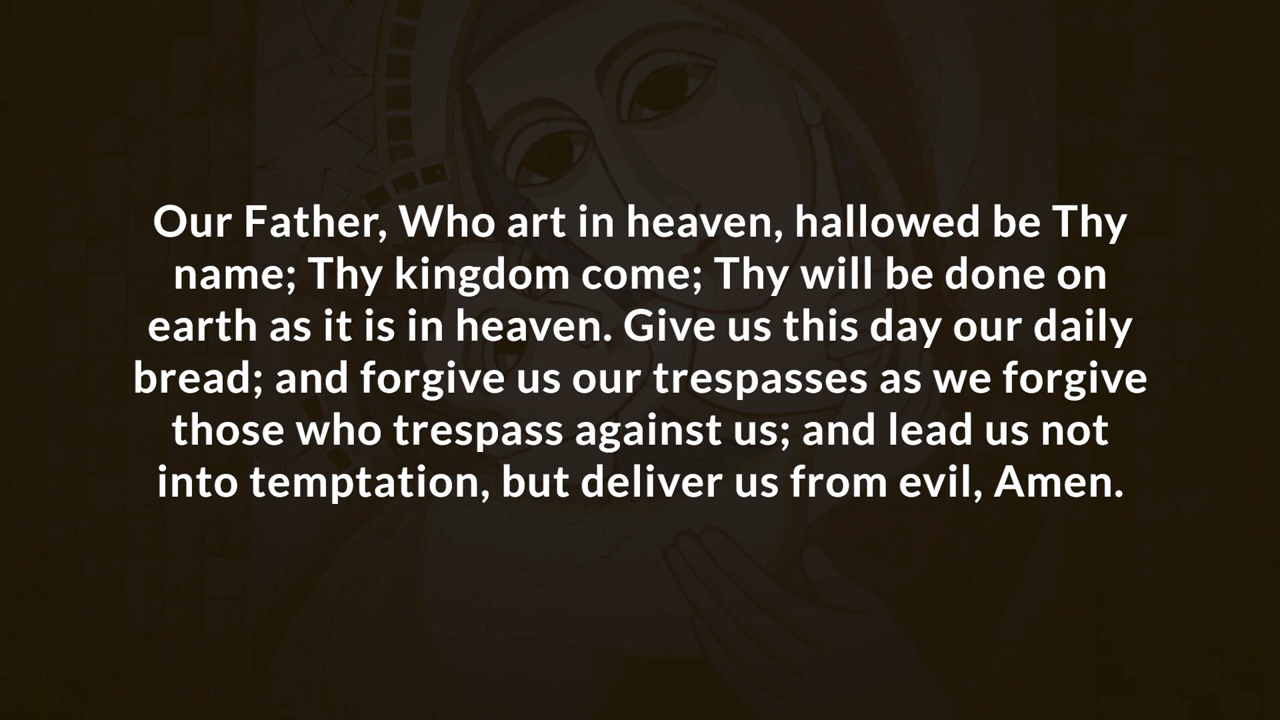 Our Father, Who art in heaven, hallowed be Thy
name; Thy kingdom come; Thy will be done on
earth as it is in heaven. Give us this day our daily
bread; and forgive us our trespasses as we forgive
those who trespass against us; and lead us not
into temptation, but deliver us from evil, Amen.